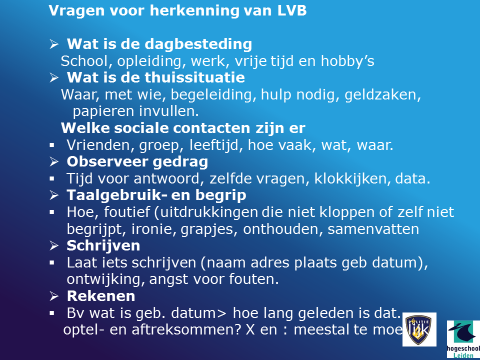 Vragen voor herkenning van LVB
➢ Wat is de dagbesteding
School, opleiding, werk, vrije tijd en hobby’s
➢ Wat is de thuissituatie
Waar, met wie, begeleiding, hulp nodig, geldzaken,
papieren invullen.
Welke sociale contacten zijn er
▪ Vrienden, groep, leeftijd, hoe vaak, wat, waar.
➢ Observeer gedrag
▪ Tijd voor antwoord, zelfde vragen, klokkijken, data.
➢ Taalgebruik- en begrip
▪ Hoe, foutief (uitdrukkingen die niet kloppen of zelf niet
begrijpt, ironie, grapjes, onthouden, samenvatten
➢ Schrijven
▪ Laat iets schrijven (naam adres plaats geb datum),
ontwijking, angst voor fouten.
➢ Rekenen
▪ Bv wat is geb. datum> hoe lang geleden is dat.
optel- en aftreksommen? X en : meestal te moeilijk
hogeschool
Leiden